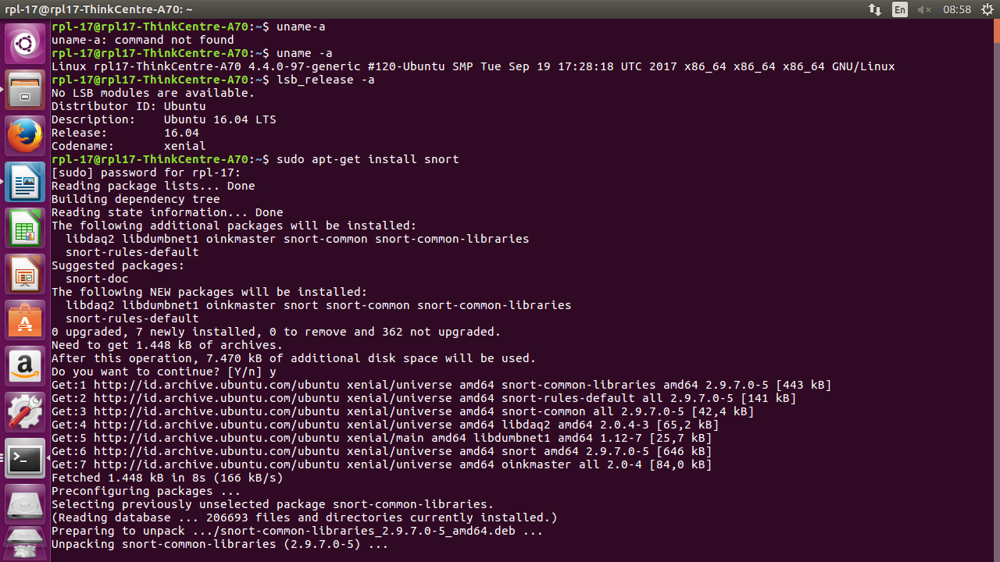 rpl-17@rpl17-ThinkCentre-A70: ~ En 08:58
rpl-17@rpl17-ThinkCentre-A70:~$ uname-a
uname-a: command not found
rpl-17@rpl17-ThinkCentre-A70:~$ uname -a
Linux rpl17-ThinkCentre-A70 4.4.0-97-generic #120-Ubuntu SMP Tue Sep 19 17:28:18 UTC 2017 x86_64 x86_64 x86_64 GNU/Linux
rpl-17@rpl17-ThinkCentre-A70:~$ lsb_release -a
No LSB modules are available.
Distributor ID: Ubuntu
Description:    Ubuntu 16.04 LTS
Release:        16.04
Codename:       xenial
rpl-17@rpl17-ThinkCentre-A70:~$ sudo apt-get install snort
[sudo] password for rpl-17:
Reading package lists... Done
Building dependency tree
Reading state information... Done
The following additional packages will be installed:
  libdaq2 libdumbnet1 oinkmaster snort-common snort-common-libraries
  snort-rules-default
Suggested packages:
  snort-doc
The following NEW packages will be installed:
  libdaq2 libdumbnet1 oinkmaster snort snort-common snort-common-libraries
  snort-rules-default
0 upgraded, 7 newly installed, 0 to remove and 362 not upgraded.
Need to get 1.448 kB of archives.
After this operation, 7.470 kB of additional disk space will be used.
Do you want to continue? [Y/n] y
Get:1 http://id.archive.ubuntu.com/ubuntu xenial/universe amd64 snort-common-libraries amd64 2.9.7.0-5 [443 kB]
Get:2 http://id.archive.ubuntu.com/ubuntu xenial/universe amd64 snort-rules-default all 2.9.7.0-5 [141 kB]
Get:3 http://id.archive.ubuntu.com/ubuntu xenial/universe amd64 snort-common all 2.9.7.0-5 [42,4 kB]
Get:4 http://id.archive.ubuntu.com/ubuntu xenial/universe amd64 libdaq2 amd64 2.0.4-3 [65,2 kB]
Get:5 http://id.archive.ubuntu.com/ubuntu xenial/main amd64 libdumbnet1 amd64 1.12-7 [25,7 kB]
Get:6 http://id.archive.ubuntu.com/ubuntu xenial/universe amd64 snort amd64 2.9.7.0-5 [646 kB]
Get:7 http://id.archive.ubuntu.com/ubuntu xenial/universe amd64 oinkmaster all 2.0-4 [84,0 kB]
Fetched 1.448 kB in 8s (166 kB/s)
Preconfiguring packages ...
Selecting previously unselected package snort-common-libraries.
(Reading database ... 206693 files and directories currently installed.)
Preparing to unpack .../snort-common-libraries_2.9.7.0-5_amd64.deb ...
Unpacking snort-common-libraries (2.9.7.0-5) ...